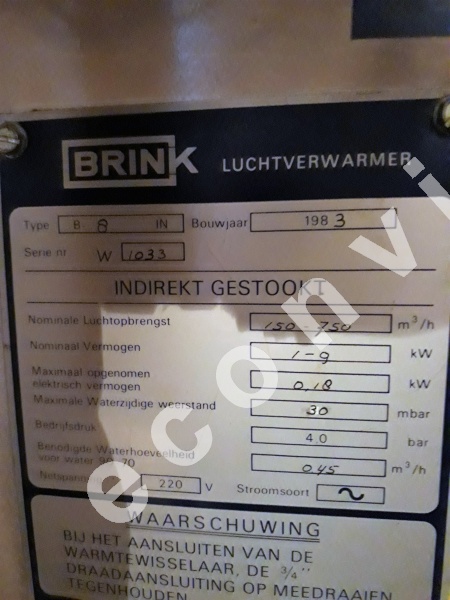 BRINK LUCHTVERWARMER
Type B 8 IN Bouwjaar 1983
Serie nr W 1033
INDIREKT GESTOOKT
Nominale Luchtopbrengst 150-750 m³/h
Nominaal Vermogen 1-9 kW
Maximaal opgenomen
elektrisch vermogen 0,18 kW
Maximale Waterzijdige weerstand 30 mbar
Bedrijfsdruk 4.0 bar
Benodigde Waterhoeveelheid
voor water 90-70 0,45 m³/h
Netspanning 220 V Stroomsoort ~
WAARSCHUWING
BIJ HET AANSLUITEN VAN DE
WARMTEWISSELAAR, DE 3/4"
DRAADAANSLUITING OP MEEDRAAIEN
TEGENHOUDEN
econvi